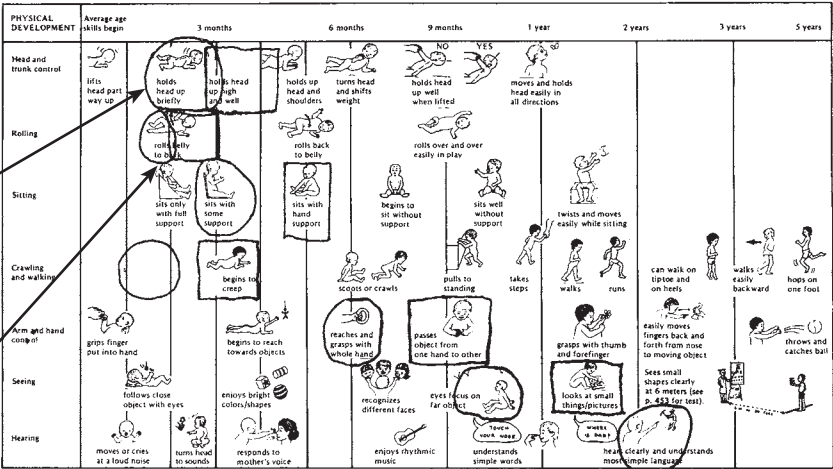 PHYSICAL
DEVELOPMENT
Average age
skills begin
3 months
6 months
9 months
1 year
2 years
3 years
5 years
Head and
trunk control
lifts
head part
way up
holds
head up
briefly
holds head
up high
and well
holds up
head and
shoulders
turns head
and shifts
weight
NO
YES
holds head
up well
when lifted
moves and holds
head easily in
all directions
Rolling
rolls belly
to back
rolls back
to belly
rolls over and over
easily in play
Sitting
sits only
with full
support
sits with
some
support
sits with
hand
support
begins to
sit without
support
sits well
without
support
twists and moves
easily while sitting
Crawling
and walking
begins to
creep
scoots or crawls
pulls to
standing
takes
steps
walks
runs
can walk on
tiptoe and
on heels
walks
easily
backward
hops on
one foot
Arm and hand
control
grips finger
put into hand
begins to reach
towards objects
reaches and
grasps with
whole hand
passes
object from
one hand to other
grasps with thumb
and forefinger
easily moves
fingers back and
forth from nose
to moving object
throws and
catches ball
Seeing
follows close
object with eyes
enjoys bright
colors/shapes
recognizes
different faces
eyes focus on
far object
looks at small
things/pictures
Sees small
shapes clearly
at 6 meters (see
p. 453 for test).
Hearing
moves or cries
at a loud noise
turns head
to sounds
responds to
mother's voice
enjoys rhythmic
music
TOUCH
YOUR NOSE
understands
simple words
WHERE
IS DAD?
hears clearly and understands
most simple language